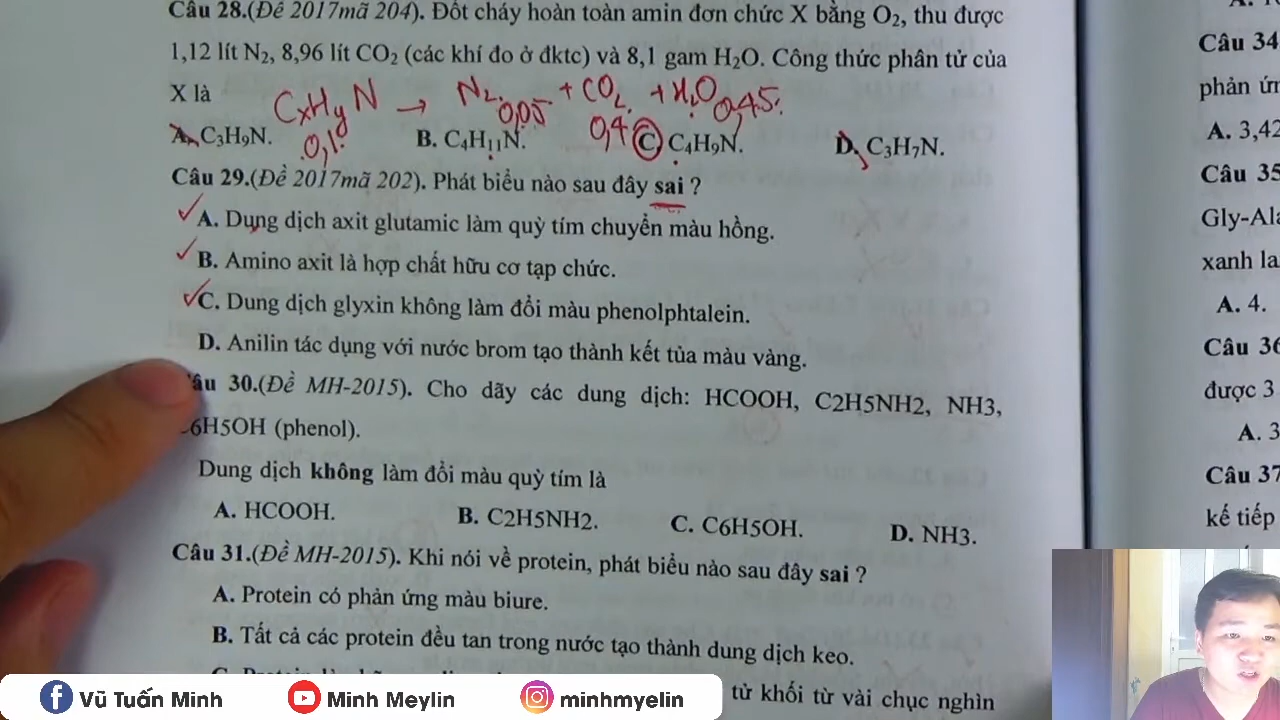 Câu 28.(Đề 2017mã 204). Đốt cháy hoàn toàn amin đơn chức X bằng O₂, thu được
1,12 lít N₂, 8,96 lít CO₂ (các khí đo ở đktc) và 8,1 gam H₂O. Công thức phân tử của
X là
CxHyN → N₂ + CO₂ + H₂O
0,1 0,05 0,4 0,45
A. C₃H₉N. B. C₄H₁₁N. C. C₄H₉N. D. C₃H₇N.
Câu 29.(Đề 2017mã 202). Phát biểu nào sau đây sai ?
A. Dung dịch axit glutamic làm quỳ tím chuyển màu hồng.
B. Amino axit là hợp chất hữu cơ tạp chức.
C. Dung dịch glyxin không làm đổi màu phenolphtalein.
D. Anilin tác dụng với nước brom tạo thành kết tủa màu vàng.
âu 30.(Đề MH-2015). Cho dãy các dung dịch: HCOOH, C2H5NH2, NH3,
6H5OH (phenol).
Dung dịch không làm đổi màu quỳ tím là
A. HCOOH. B. C2H5NH2. C. C6H5OH. D. NH3.
Câu 31.(Đề MH-2015). Khi nói về protein, phát biểu nào sau đây sai ?
A. Protein có phản ứng màu biure.
B. Tất cả các protein đều tan trong nước tạo thành dung dịch keo.
tử khối từ vài chục nghìn
Câu 34
phản ứn
A. 3,42
Câu 35
Gly-Ala
xanh la
A. 4.
Câu 36
được 3
A. 3
Câu 37
kế tiếp
Vũ Tuấn Minh Minh Meylin minhmyelin